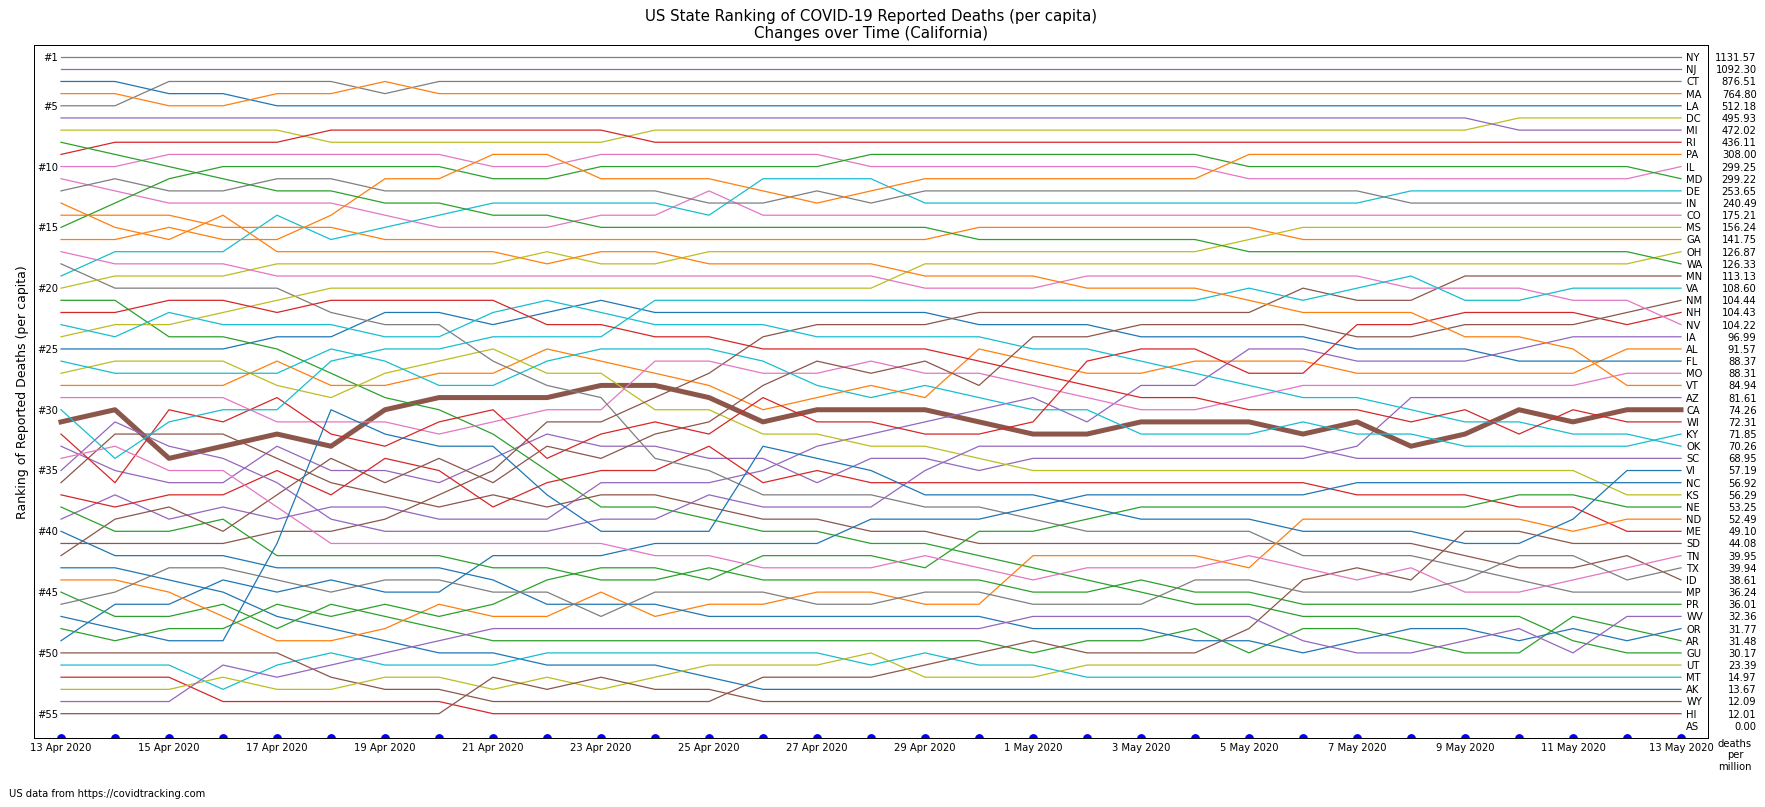 US State Ranking of COVID-19 Reported Deaths (per capita)
Changes over Time (California)
Ranking of Reported Deaths (per capita)
#1
#5
#10
#15
#20
#25
#30
#35
#40
#45
#50
#55
NY 1131.57
NJ 1092.30
CT 876.51
MA 764.80
LA 512.18
DC 495.93
MI 472.02
RI 436.11
PA 308.00
IL 299.25
MD 299.22
DE 253.65
IN 240.49
CO 175.21
MS 156.24
GA 141.75
OH 126.87
WA 126.33
MN 113.13
VA 108.60
NM 104.44
NH 104.43
NV 104.22
IA 96.99
AL 91.57
FL 88.37
MO 88.31
VT 84.94
AZ 81.61
CA 74.26
WI 72.31
KY 71.85
OK 70.26
SC 68.95
VI 57.19
NC 56.92
KS 56.29
NE 53.25
ND 52.49
ME 49.10
SD 44.08
TN 39.95
TX 39.94
ID 38.61
MP 36.24
PR 36.01
WV 32.36
OR 31.77
AR 31.48
GU 30.17
UT 23.39
MT 14.97
AK 13.67
WY 12.09
HI 12.01
AS 0.00
13 Apr 2020 15 Apr 2020 17 Apr 2020 19 Apr 2020 21 Apr 2020 23 Apr 2020 25 Apr 2020 27 Apr 2020 29 Apr 2020 1 May 2020 3 May 2020 5 May 2020 7 May 2020 9 May 2020 11 May 2020 13 May 2020
deaths
per
million
US data from https://covidtracking.com